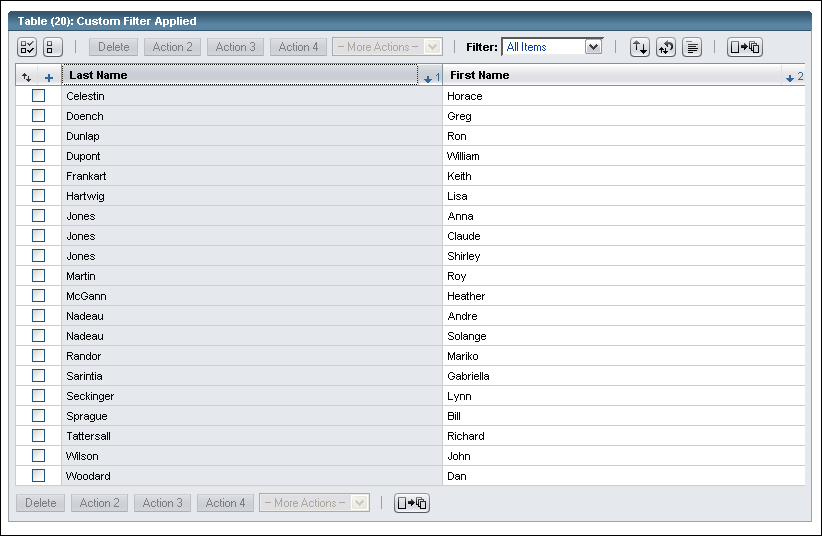 Table (20): Custom Filter Applied
Delete Action 2 Action 3 Action 4 – More Actions – Filter: All Items
Last Name 1 First Name 2
Celestin Horace
Doench Greg
Dunlap Ron
Dupont William
Frankart Keith
Hartwig Lisa
Jones Anna
Jones Claude
Jones Shirley
Martin Roy
McGann Heather
Nadeau Andre
Nadeau Solange
Randor Mariko
Sarintia Gabriella
Seckinger Lynn
Sprague Bill
Tattersall Richard
Wilson John
Woodard Dan
Delete Action 2 Action 3 Action 4 – More Actions –